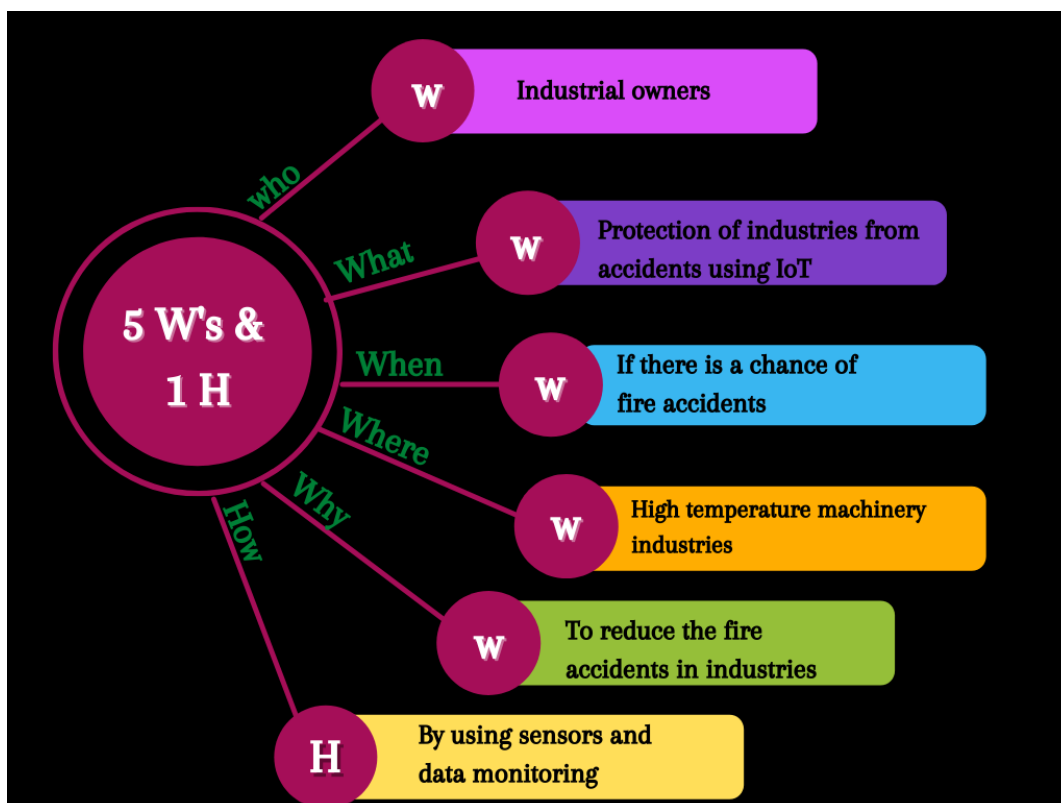 w
Industrial owners
who
What
w
Protection of industries from
accidents using IoT
5 W's &
1 H
When
w
If there is a chance of
fire accidents
Where
w
High temperature machinery
industries
Why
w
To reduce the fire
accidents in industries
How
H
By using sensors and
data monitoring